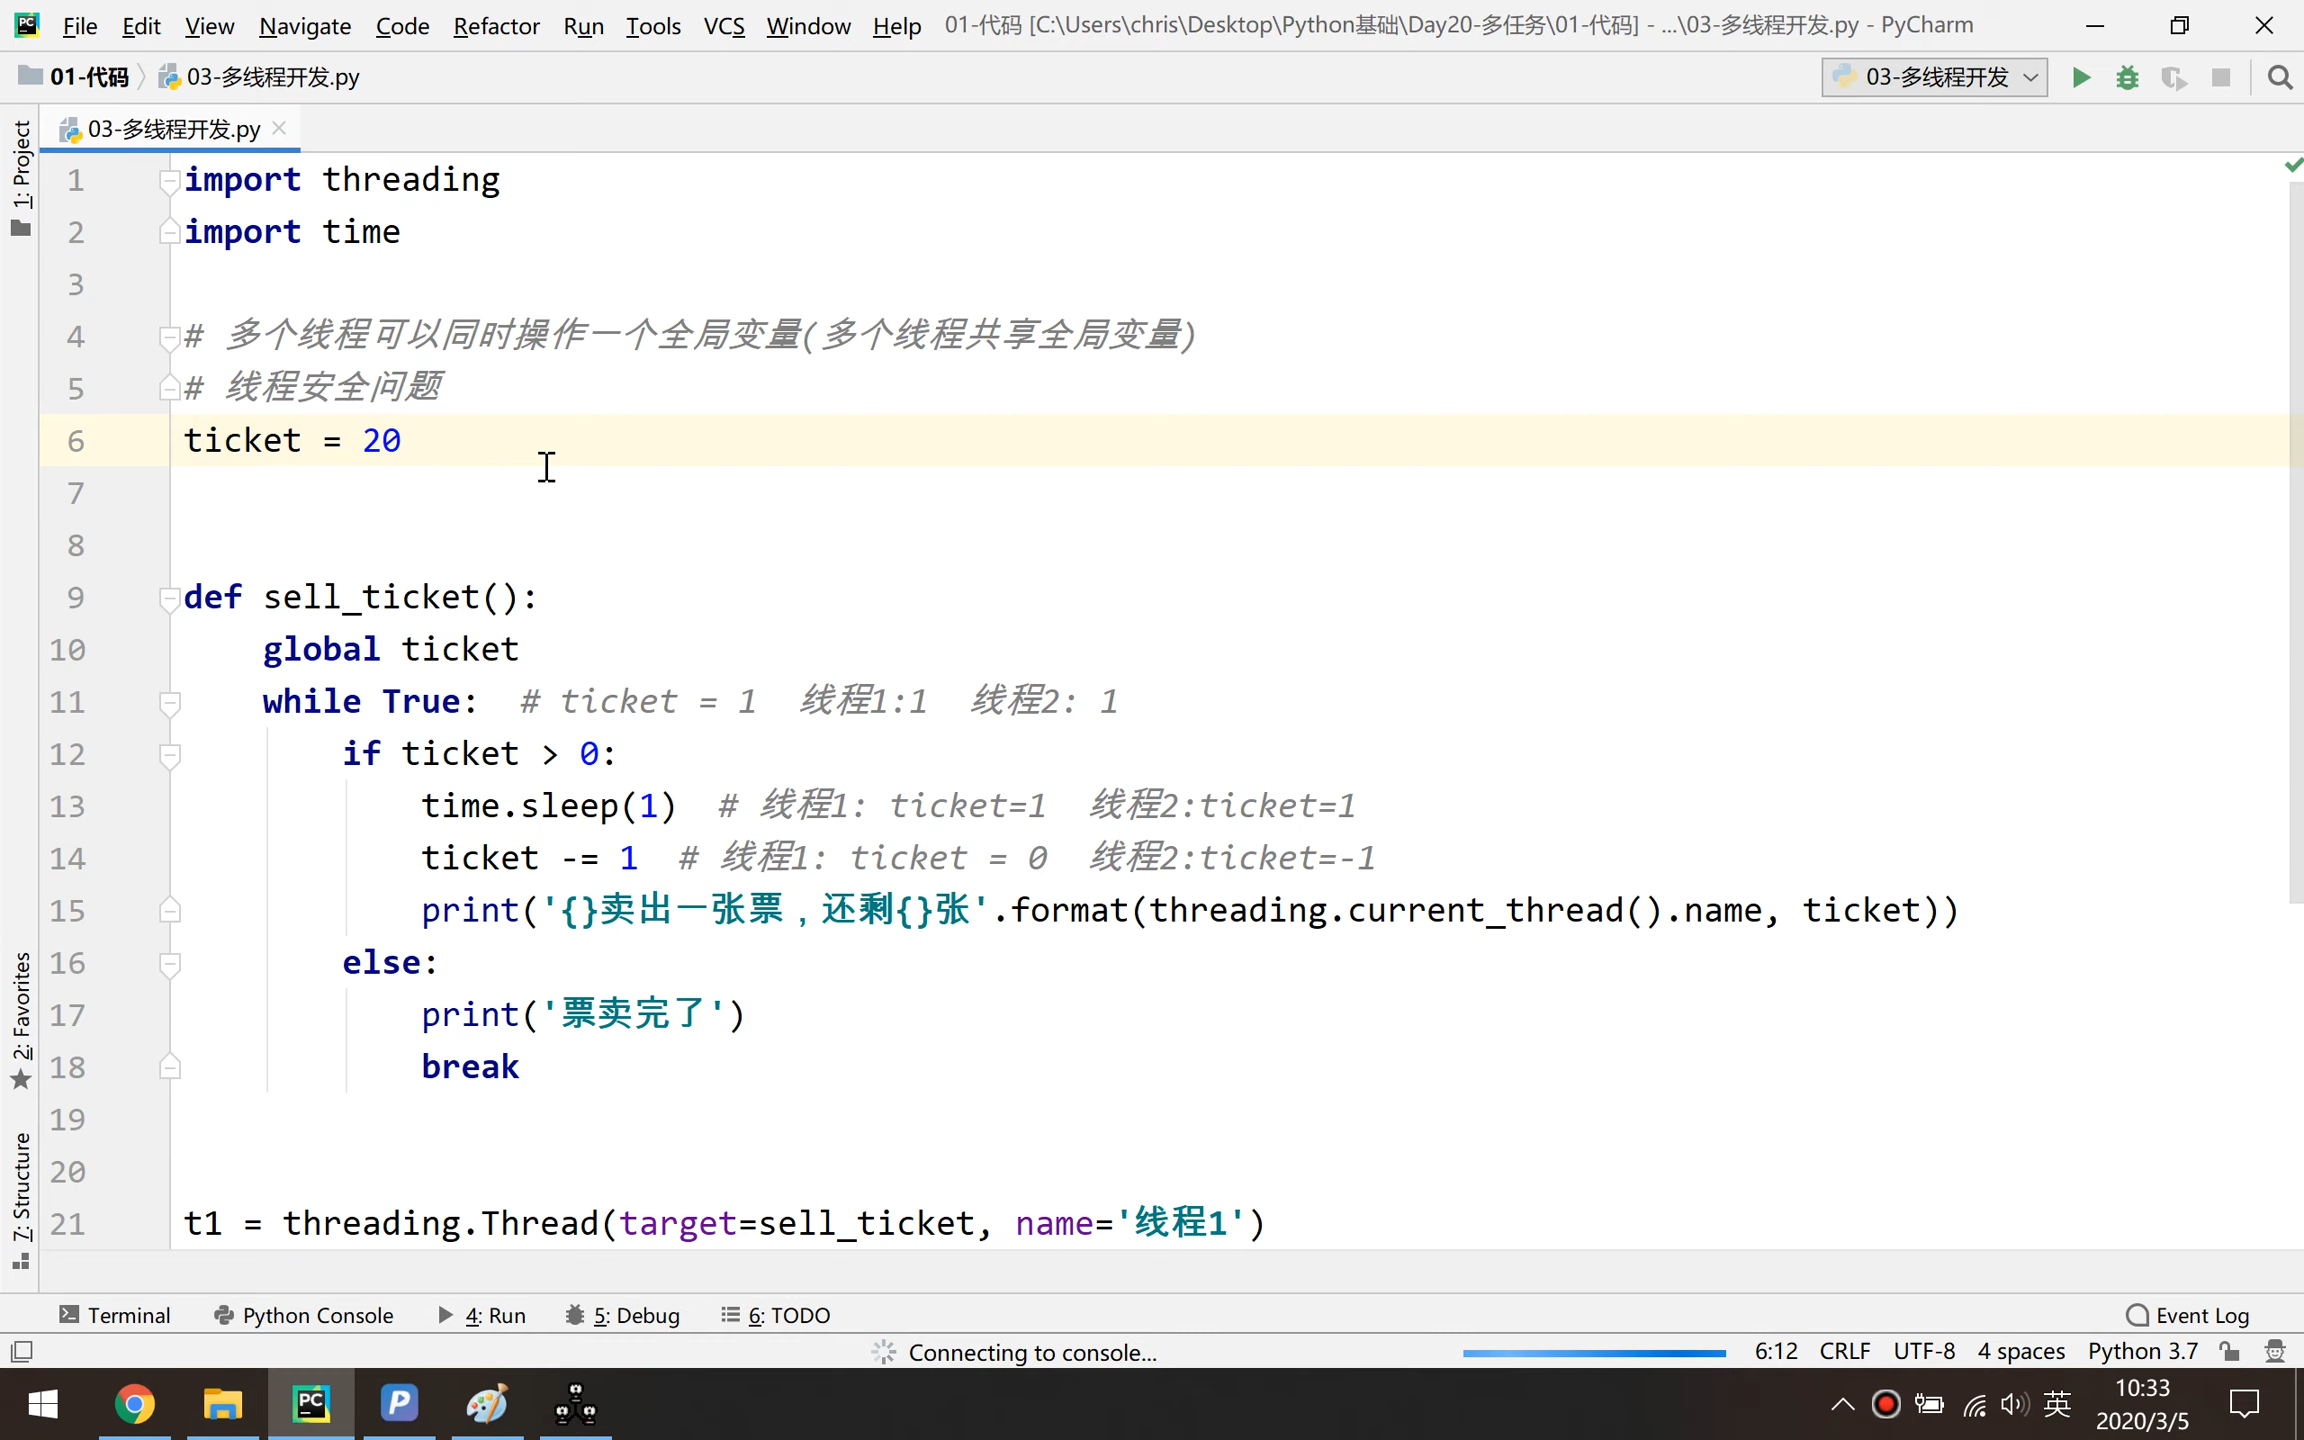 File Edit View Navigate Code Refactor Run Tools VCS Window Help 01-代码 [C:\Users\chris\Desktop\Python基础\Day20-多任务\01-代码] - ...\03-多线程开发.py - PyCharm
01-代码 03-多线程开发.py 03-多线程开发
03-多线程开发.py
1: Project
2: Favorites
7: Structure
1 import threading
2 import time
3
4 # 多个线程可以同时操作一个全局变量(多个线程共享全局变量)
5 # 线程安全问题
6 ticket = 20
7
8
9 def sell_ticket():
10 global ticket
11 while True: # ticket = 1 线程1:1 线程2: 1
12 if ticket > 0:
13 time.sleep(1) # 线程1: ticket=1 线程2:ticket=1
14 ticket -= 1 # 线程1: ticket = 0 线程2:ticket=-1
15 print('{}卖出一张票，还剩{}张'.format(threading.current_thread().name, ticket))
16 else:
17 print('票卖完了')
18 break
19
20
21 t1 = threading.Thread(target=sell_ticket, name='线程1')
Terminal Python Console 4: Run 5: Debug 6: TODO Event Log
Connecting to console... 6:12 CRLF UTF-8 4 spaces Python 3.7
英 10:33
2020/3/5